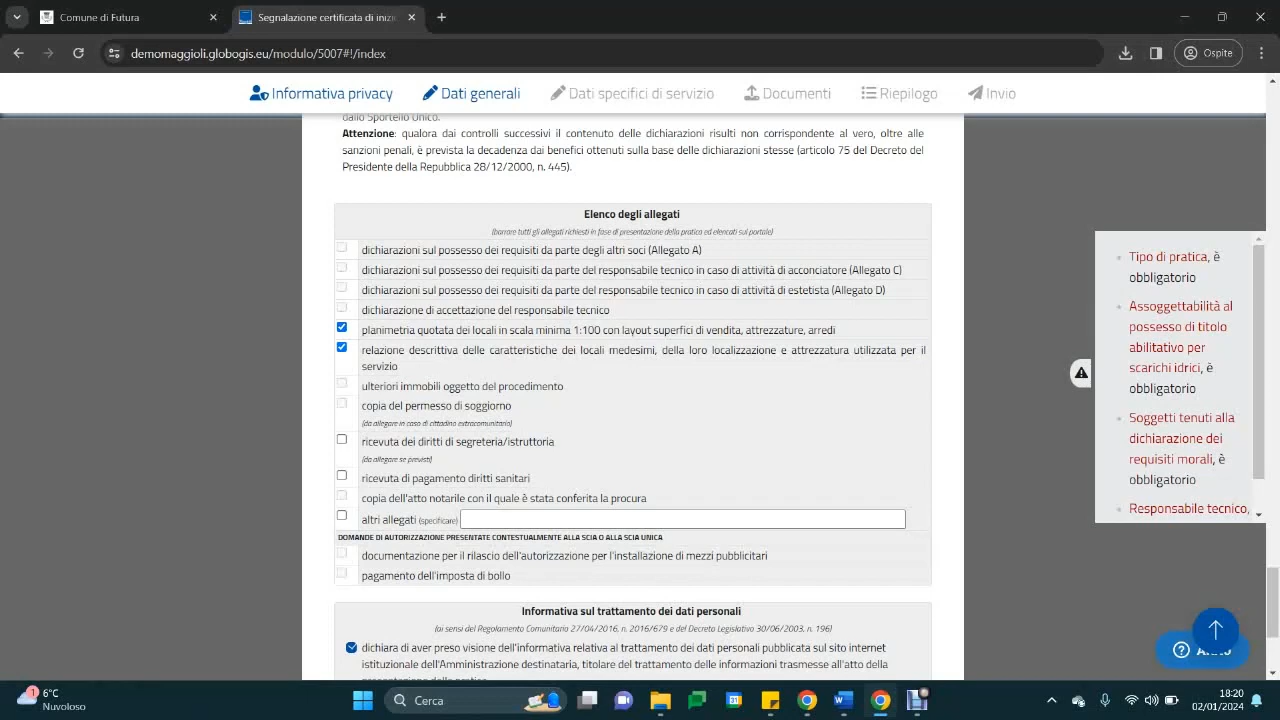 Comune di Futura
Segnalazione certificata di inizi
demomaggioli.globogis.eu/modulo/5007#!/index
Ospite
Informativa privacy
Dati generali
Dati specifici di servizio
Documenti
Riepilogo
Invio
dallo Sportello Unico.
Attenzione: qualora dai controlli successivi il contenuto delle dichiarazioni risulti non corrispondente al vero, oltre alle
sanzioni penali, è prevista la decadenza dai benefici ottenuti sulla base delle dichiarazioni stesse (articolo 75 del Decreto del
Presidente della Repubblica 28/12/2000, n. 445).
Elenco degli allegati
(barrare tutti gli allegati richiesti in fase di presentazione della pratica ed elencati sul portale)
dichiarazioni sul possesso dei requisiti da parte degli altri soci (Allegato A)
dichiarazioni sul possesso dei requisiti da parte del responsabile tecnico in caso di attività di acconciatore (Allegato C)
dichiarazioni sul possesso dei requisiti da parte del responsabile tecnico in caso di attività di estetista (Allegato D)
dichiarazione di accettazione del responsabile tecnico
planimetria quotata dei locali in scala minima 1:100 con layout superfici di vendita, attrezzature, arredi
relazione descrittiva delle caratteristiche dei locali medesimi, della loro localizzazione e attrezzatura utilizzata per il
servizio
ulteriori immobili oggetto del procedimento
copia del permesso di soggiorno
(da allegare in caso di cittadino extracomunitario)
ricevuta dei diritti di segreteria/istruttoria
(da allegare se previsti)
ricevuta di pagamento diritti sanitari
copia dell'atto notarile con il quale è stata conferita la procura
altri allegati (specificare)
DOMANDE DI AUTORIZZAZIONE PRESENTATE CONTESTUALMENTE ALLA SCIA O ALLA SCIA UNICA
documentazione per il rilascio dell'autorizzazione per l'installazione di mezzi pubblicitari
pagamento dell'imposta di bollo
Informativa sul trattamento dei dati personali
(ai sensi del Regolamento Comunitario 27/04/2016, n. 2016/679 e del Decreto Legislativo 30/06/2003, n. 196)
dichiara di aver preso visione dell'informativa relativa al trattamento dei dati personali pubblicata sul sito internet
istituzionale dell'Amministrazione destinataria, titolare del trattamento delle informazioni trasmesse all'atto della
presentazione della pratica
Tipo di pratica, è
obbligatorio
Assoggettabilità al
possesso di titolo
abilitativo per
scarichi idrici, è
obbligatorio
Soggetti tenuti alla
dichiarazione dei
requisiti morali, è
obbligatorio
Responsabile tecnico,
1
6°C
Nuvoloso
Cerca
18:20
02/01/2024